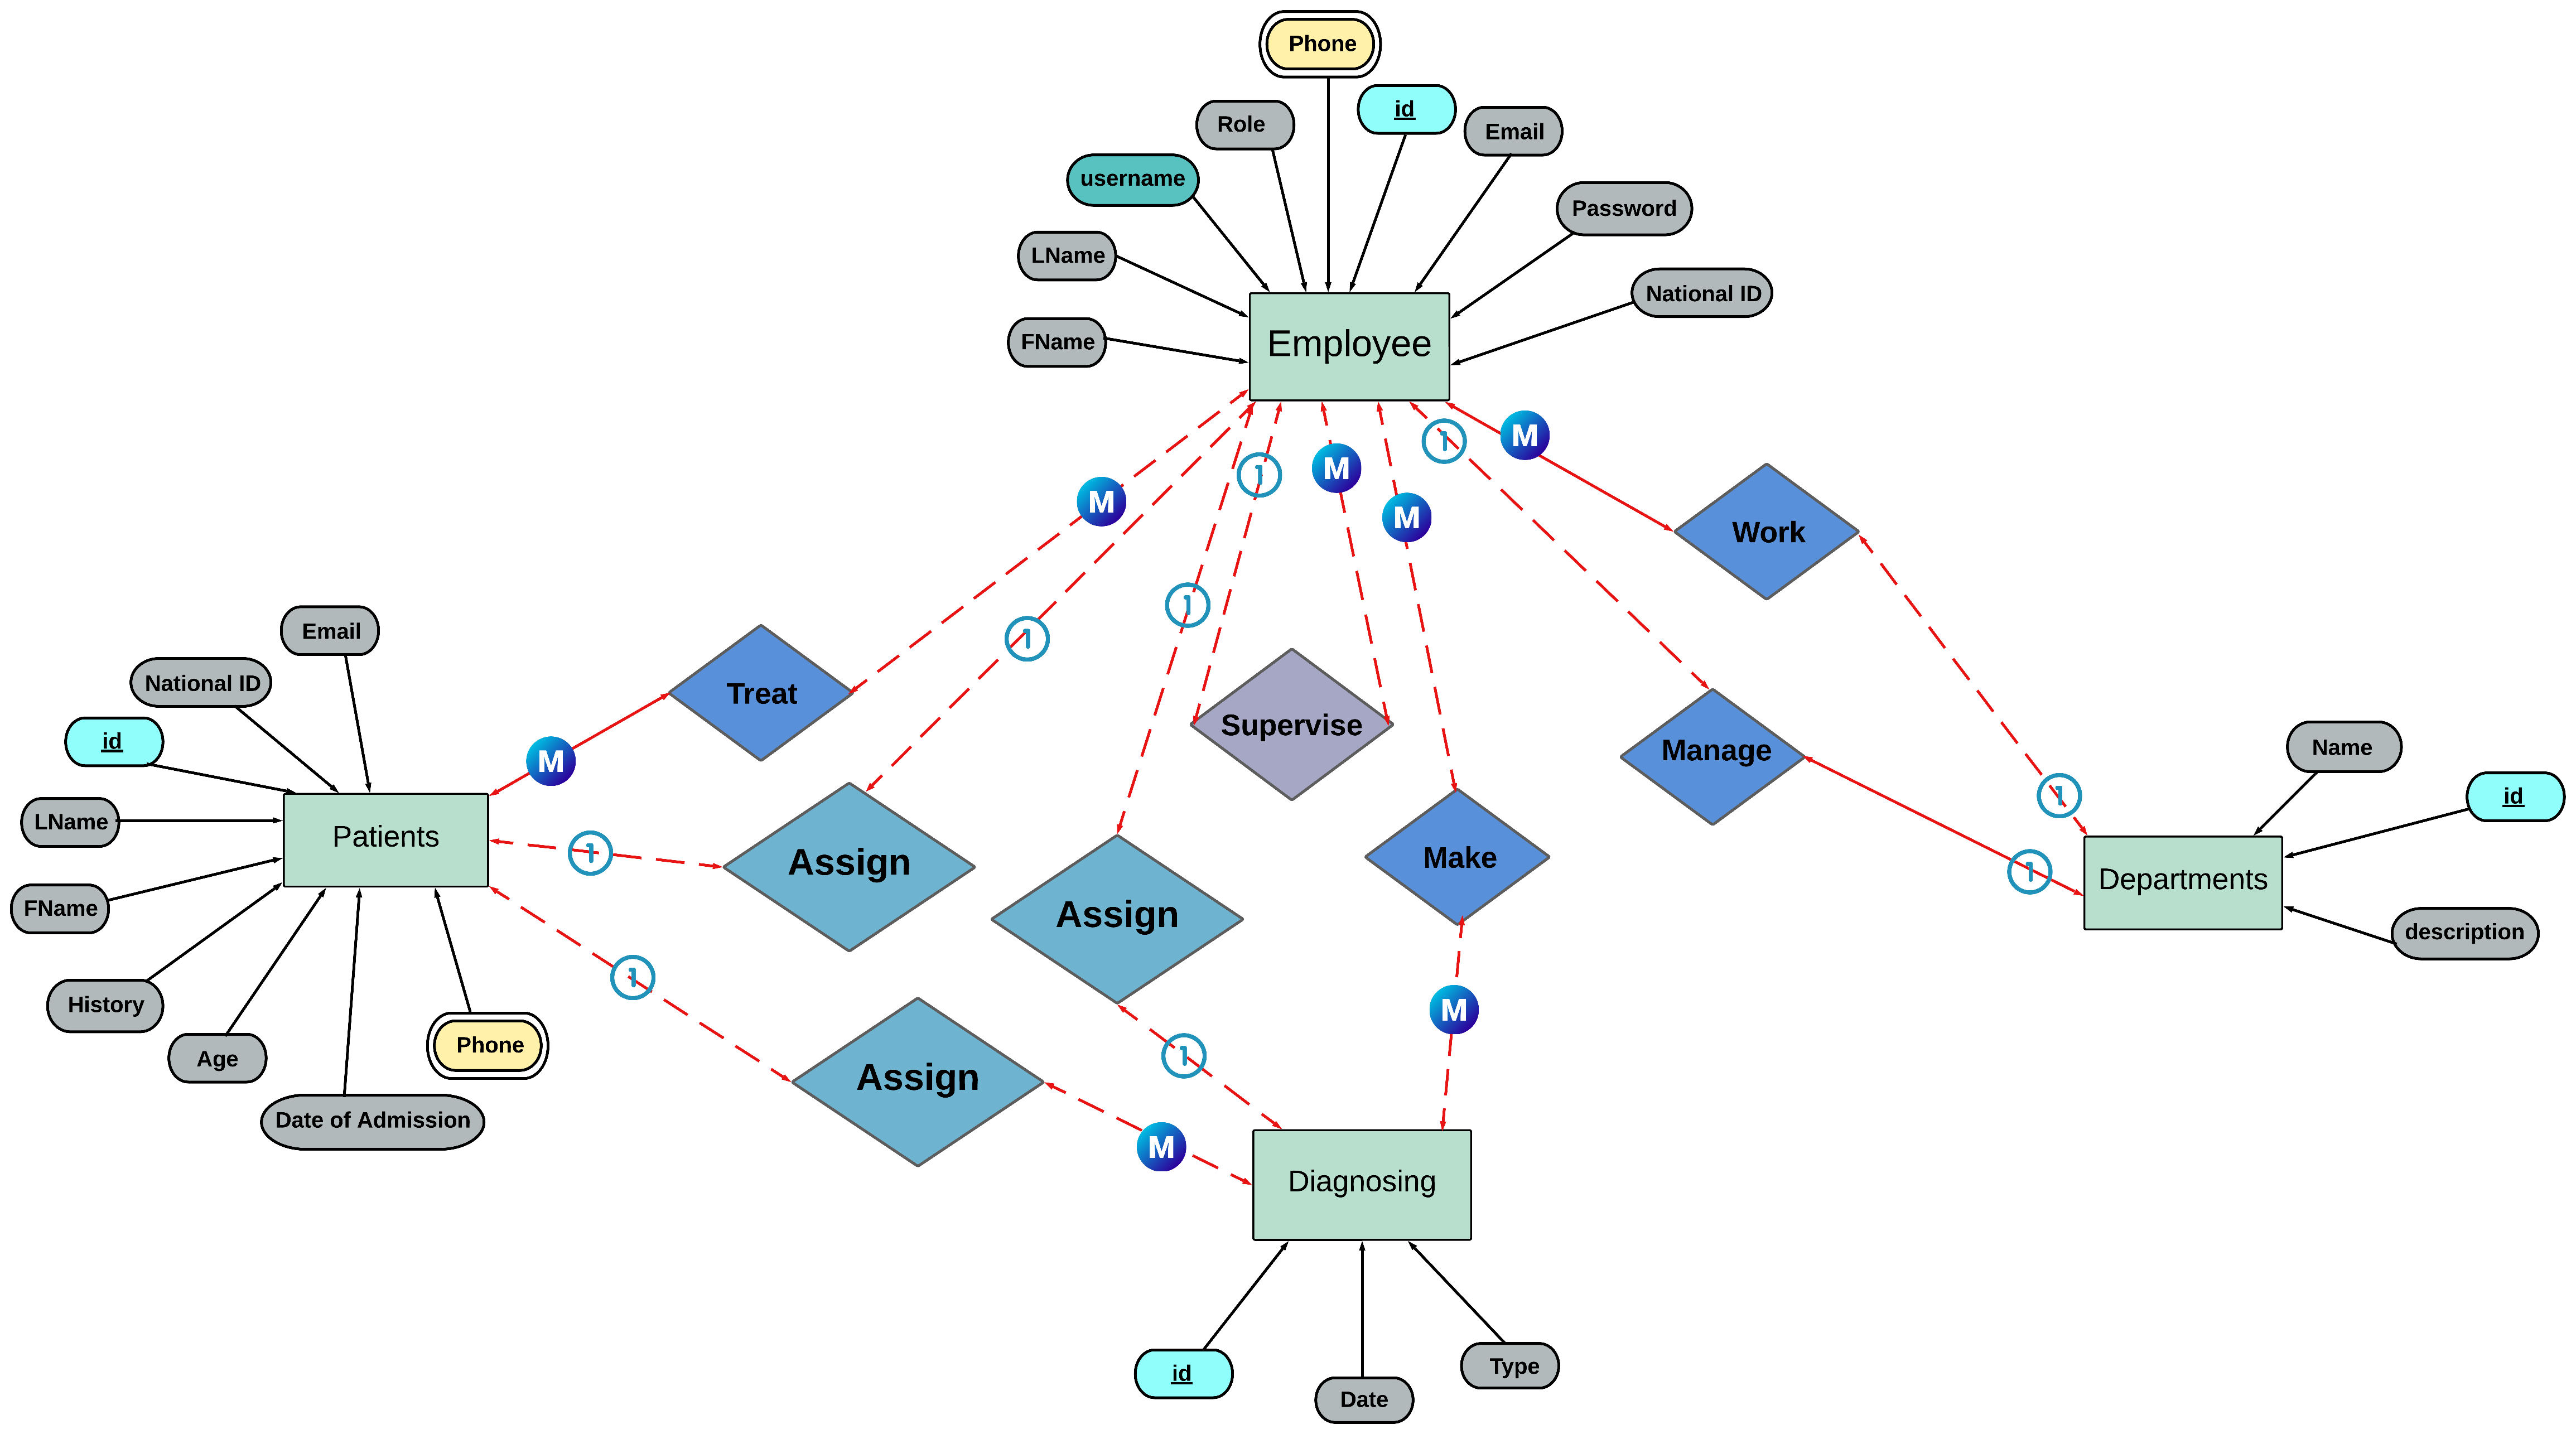 Phone
id
Role
Email
username
Password
LName
National ID
FName
Employee
M
1
1
M
M
M
Work
1
1
Email
Treat
National ID
Supervise
id
Manage
Name
M
1
id
LName
Patients
1
Assign
Make
1
Departments
FName
Assign
description
1
History
M
1
Age
Phone
Assign
Date of Admission
M
Diagnosing
id
Type
Date